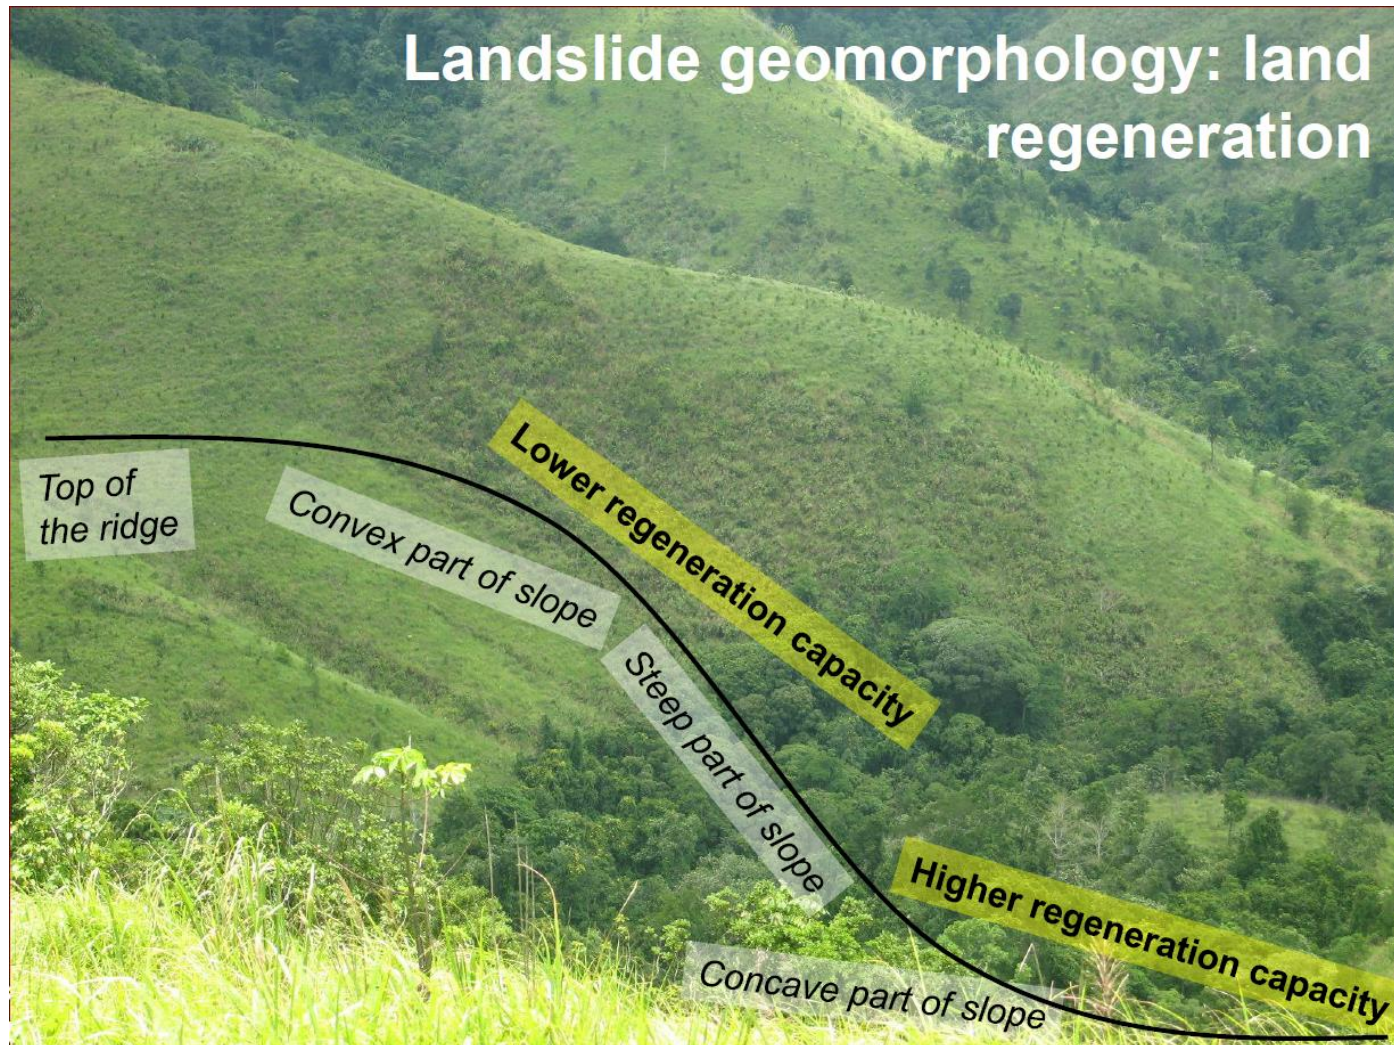 Landslide geomorphology: land
regeneration
Top of
the ridge
Convex part of slope
Lower regeneration capacity
Steep part of slope
Higher regeneration capacity
Concave part of slope